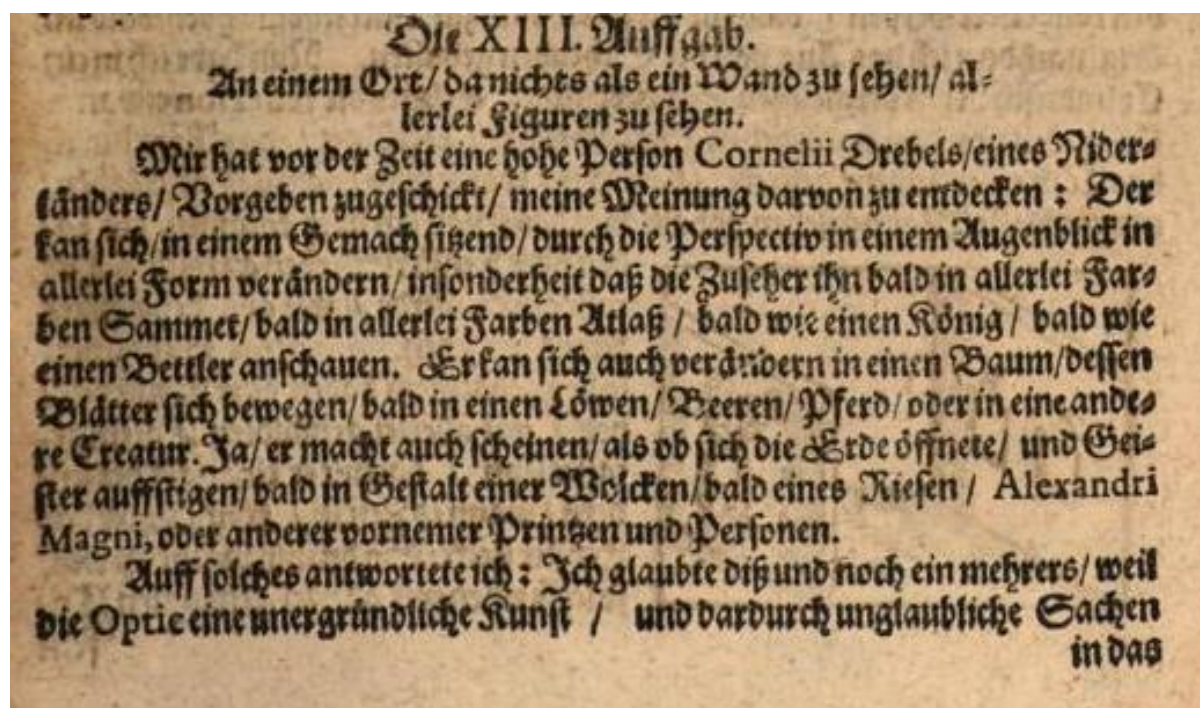 Die XIII. Auffgab.
An einem Ort/ da nichts als ein Wand zu sehen/ al-
lerlei Figuren zu sehen.
Mir hat vor der Zeit eine hohe Person Cornelii Drebels/eines Nider-
länders/ Vorgeben zugeschickt/ meine Meinung darvon zu entdecken : Der
kan sich/in einem Gemach sitzend/ durch die Perspectiv in einem Augenblick in
allerlei Form verändern/ insonderheit daß die Zuseher ihn bald in allerlei Far-
ben Sammet/ bald in allerlei Farben Atlaß / bald wie einen König / bald wie
einen Bettler anschauen. Er kan sich auch verändern in einen Baum/dessen
Blätter sich bewegen/ bald in einen Löwen/ Beeren/ Pferd/ oder in eine ande-
re Creatur. Ja/ er macht auch scheinen/ als ob sich die Erde öffnete/ und Gei-
ster auffstigen/ bald in Gestalt einer Wolcken/bald eines Riesen / Alexandri
Magni, oder anderer vornemer Printzen und Personen.
Auff solches antwortete ich : Ich glaubte diß und noch ein mehrers/ weil
die Optic eine unergründliche Kunst / und dardurch unglaubliche Sachen
in das